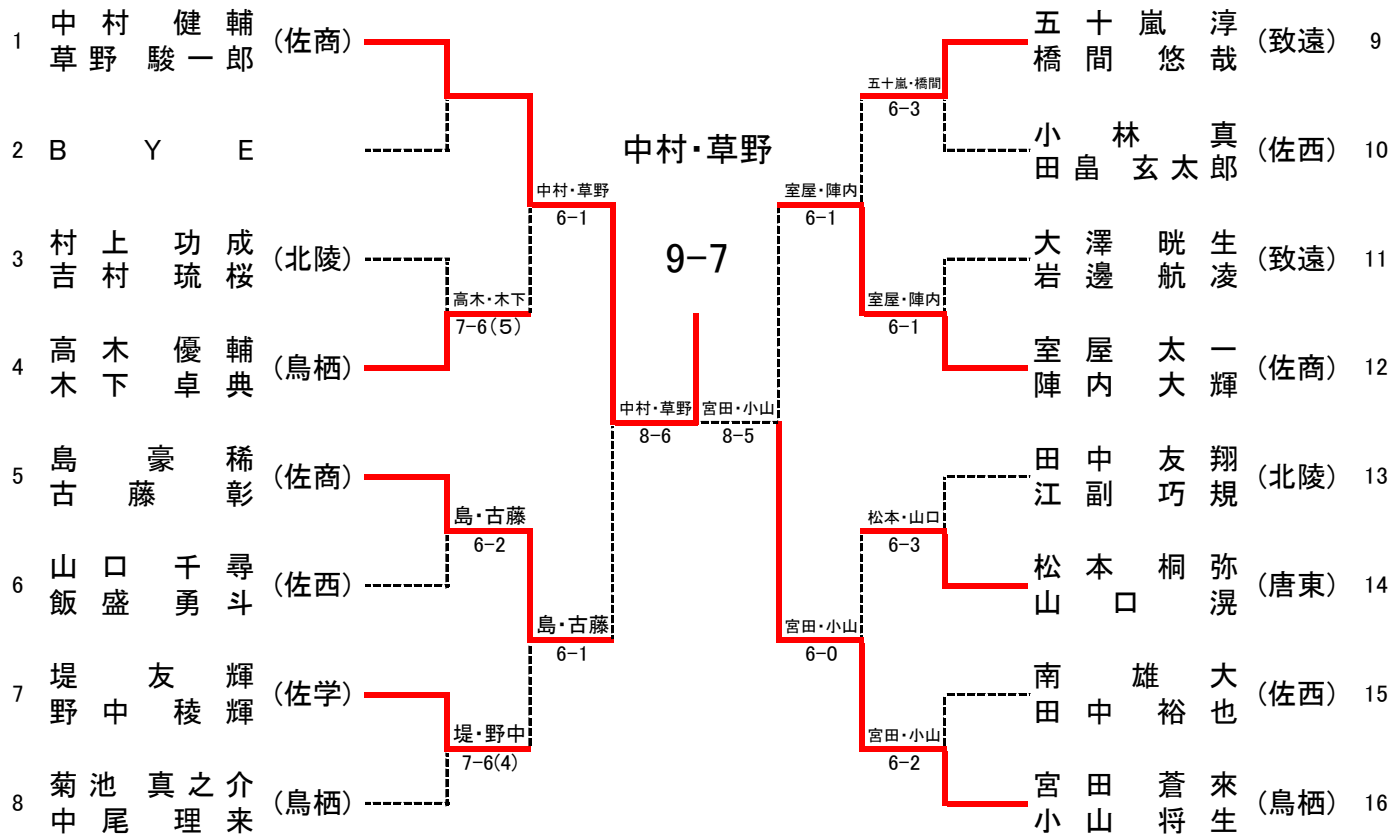 1 中村 健輔 (佐商)
草野 駿一郎
2 B Y E
3 村上 功成 (北陵)
吉村 琉桜
4 高木 優輔 (鳥栖)
木下 卓典
5 島 豪稀 (佐商)
古藤 彰
6 山口 千尋 (佐西)
飯盛 勇斗
7 堤 友輝 (佐学)
野中 稜輝
8 菊池 真之介 (鳥栖)
中尾 理来
高木・木下
7-6(5)
島・古藤
6-2
堤・野中
7-6(4)
中村・草野
6-1
島・古藤
6-1
中村・草野
8-6
中村・草野
9-7
宮田・小山
8-5
室屋・陣内
6-1
宮田・小山
6-0
五十嵐・橋間
6-3
室屋・陣内
6-1
松本・山口
6-3
宮田・小山
6-2
五十嵐 淳 (致遠) 9
橋間 悠哉
小林 真 (佐西) 10
田畠 玄太郎
大澤 晄生 (致遠) 11
岩邊 航凌
室屋 太一 (佐商) 12
陣内 大輝
田中 友翔 (北陵) 13
江副 巧規
松本 桐弥 (唐東) 14
山口 滉
南 雄大 (佐西) 15
田中 裕也
宮田 蒼來 (鳥栖) 16
小山 将生